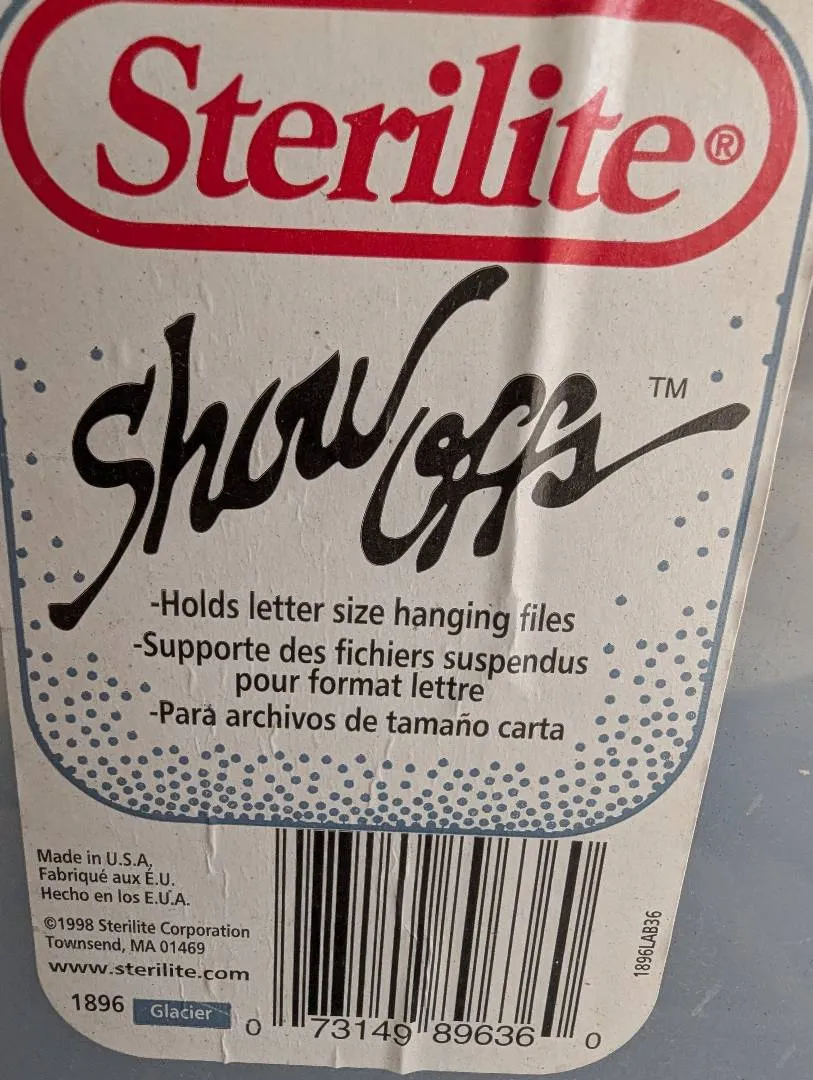 Sterilite®
Show Offs™
-Holds letter size hanging files
-Supporte des fichiers suspendus
pour format lettre
-Para archivos de tamaño carta
Made in U.S.A.
Fabriqué aux É.U.
Hecho en los E.U.A.
©1998 Sterilite Corporation
Townsend, MA 01469
www.sterilite.com
1896 Glacier
0 73149 89636 0
1896LAB36